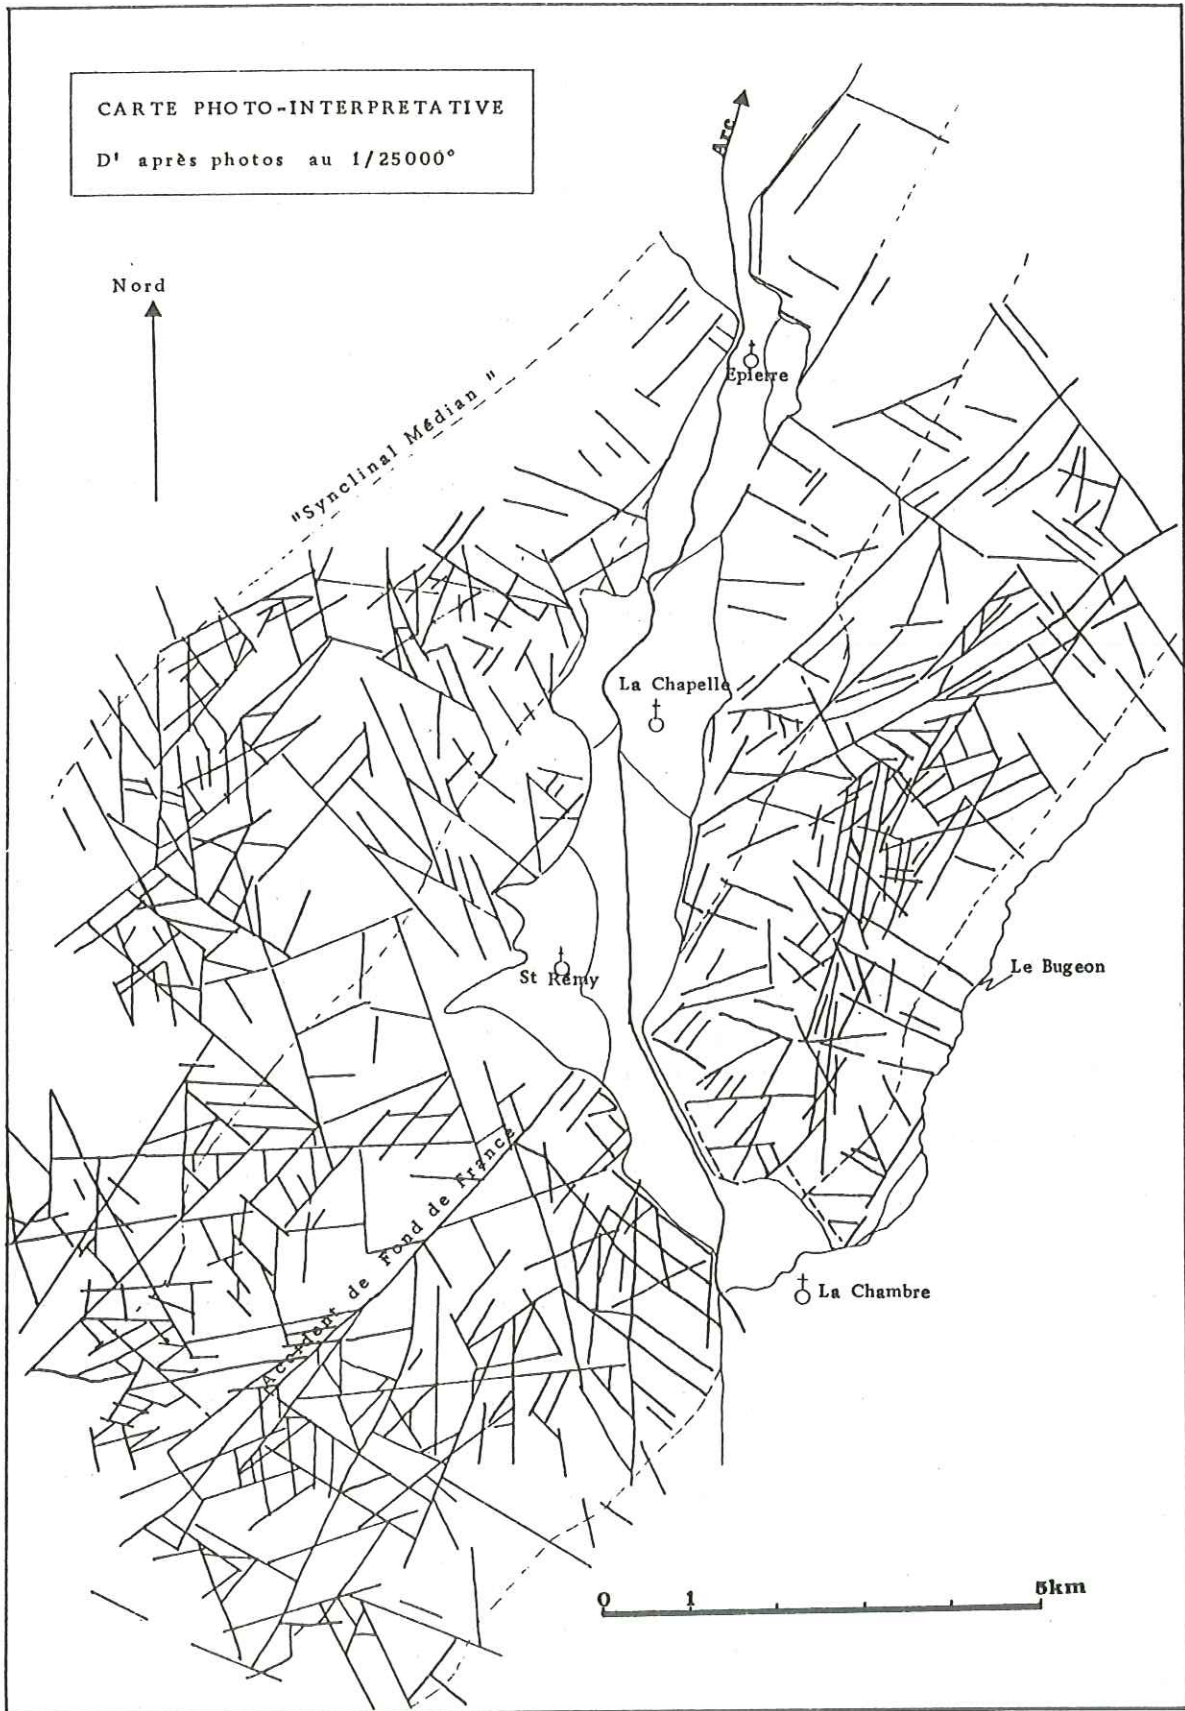 CARTE PHOTO-INTERPRETATIVE
D' après photos au 1/25000°
Arc
Nord
Epierre
"Synclinal Médian"
La Chapelle
St Rémy
Le Bugeon
Accident de Fond de France
La Chambre
0 1 5km